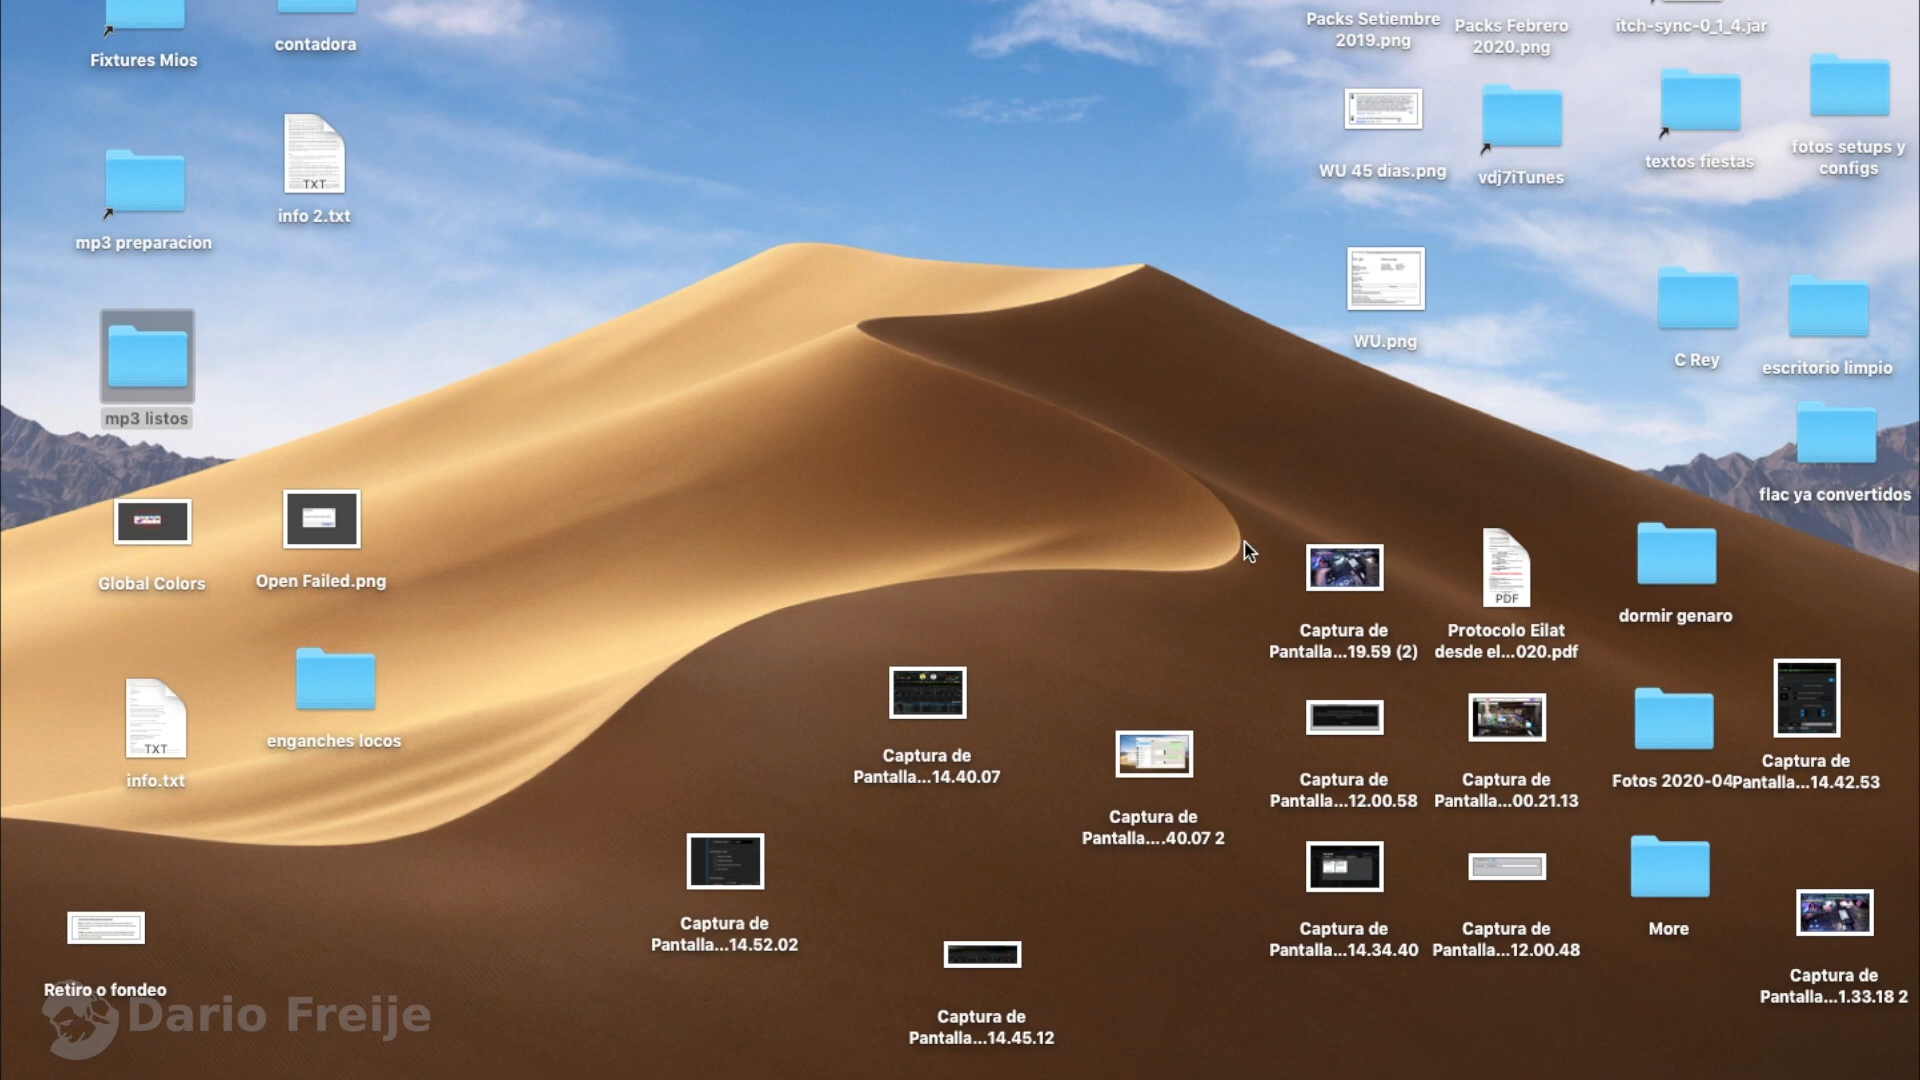 Fixtures Mios
contadora
Packs Setiembre
2019.png
Packs Febrero
2020.png
itch-sync-0_1_4.jar
TXT
info 2.txt
mp3 preparacion
WU 45 dias.png
vdj7iTunes
textos fiestas
fotos setups y
configs
mp3 listos
WU.png
C Rey
escritorio limpio
flac ya convertidos
Global Colors
Open Failed.png
Captura de
Pantalla...19.59 (2)
PDF
Protocolo Eilat
desde el...020.pdf
dormir genaro
TXT
info.txt
enganches locos
Captura de
Pantalla...14.40.07
Captura de
Pantalla....40.07 2
Captura de
Pantalla...12.00.58
Captura de
Pantalla...00.21.13
Fotos 2020-04
Captura de
Pantalla...14.42.53
Captura de
Pantalla...14.52.02
Captura de
Pantalla...14.45.12
Captura de
Pantalla...14.34.40
Captura de
Pantalla...12.00.48
More
Captura de
Pantalla...1.33.18 2
Retiro o fondeo
Dario Freije